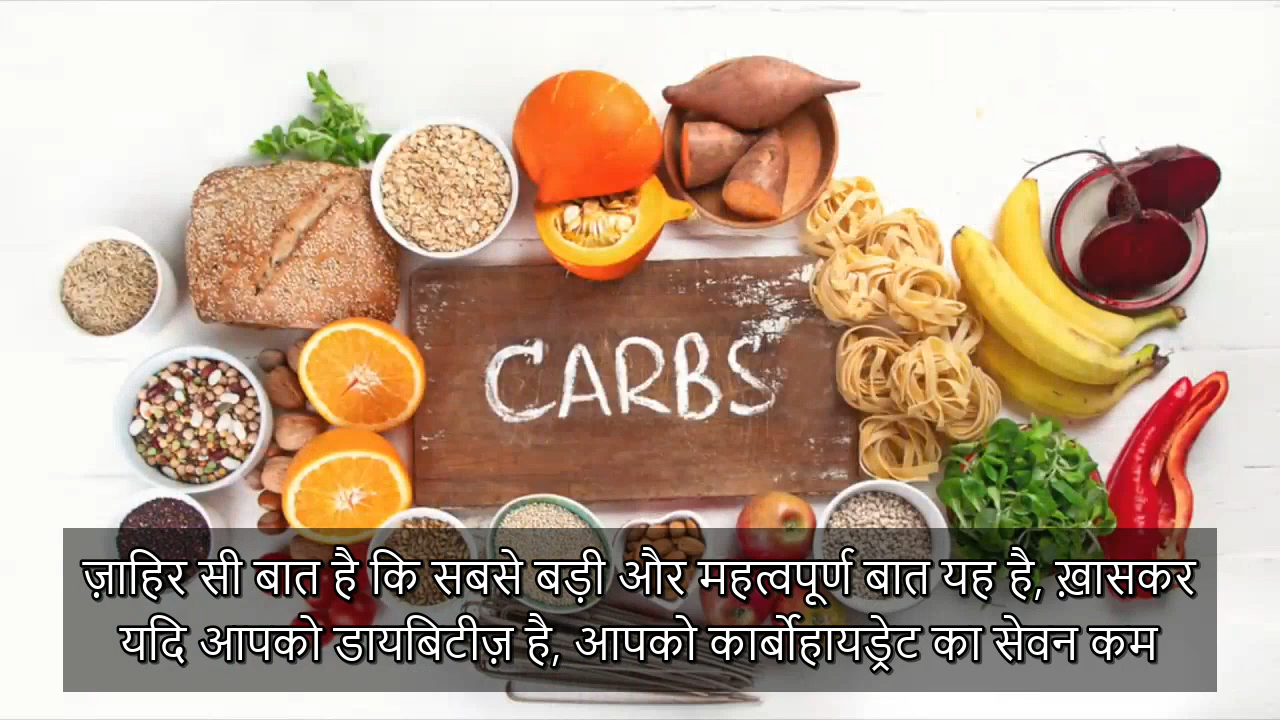 CARBS
ज़ाहिर सी बात है कि सबसे बड़ी और महत्वपूर्ण बात यह है, ख़ासकर
यदि आपको डायबिटीज़ है, आपको कार्बोहायड्रेट का सेवन कम